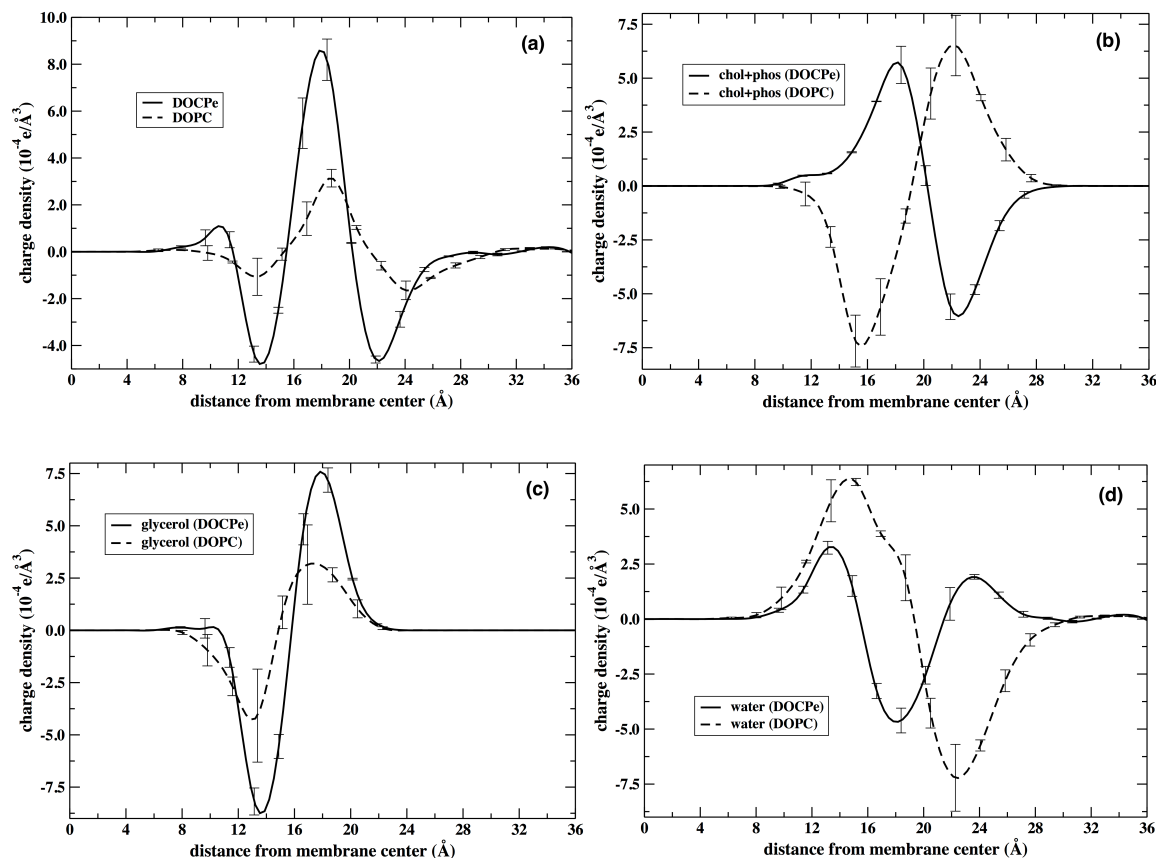 (a)
DOCPe
DOPC
charge density (10⁻⁴e/Å³)
10.0
8.0
6.0
4.0
2.0
0.0
-2.0
-4.0
0 4 8 12 16 20 24 28 32 36
distance from membrane center (Å)
(b)
chol+phos (DOCPe)
chol+phos (DOPC)
charge density (10⁻⁴e/Å³)
7.5
5.0
2.5
0.0
-2.5
-5.0
-7.5
0 4 8 12 16 20 24 28 32 36
distance from membrane center (Å)
(c)
glycerol (DOCPe)
glycerol (DOPC)
charge density (10⁻⁴e/Å³)
7.5
5.0
2.5
0.0
-2.5
-5.0
-7.5
0 4 8 12 16 20 24 28 32 36
distance from membrane center (Å)
(d)
water (DOCPe)
water (DOPC)
charge density (10⁻⁴e/Å³)
5.0
2.5
0.0
-2.5
-5.0
-7.5
0 4 8 12 16 20 24 28 32 36
distance from membrane center (Å)